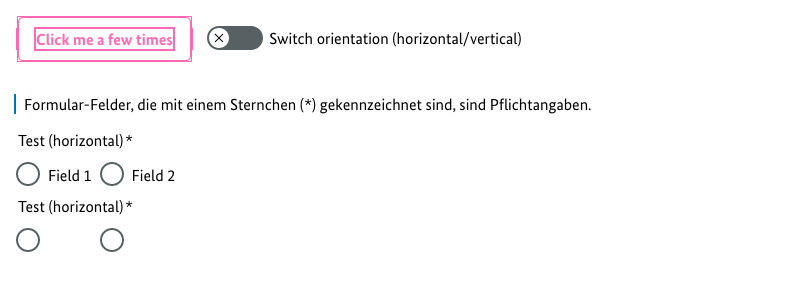 Click me a few times
Switch orientation (horizontal/vertical)
Formular-Felder, die mit einem Sternchen (*) gekennzeichnet sind, sind Pflichtangaben.
Test (horizontal)*
Field 1 Field 2
Test (horizontal)*